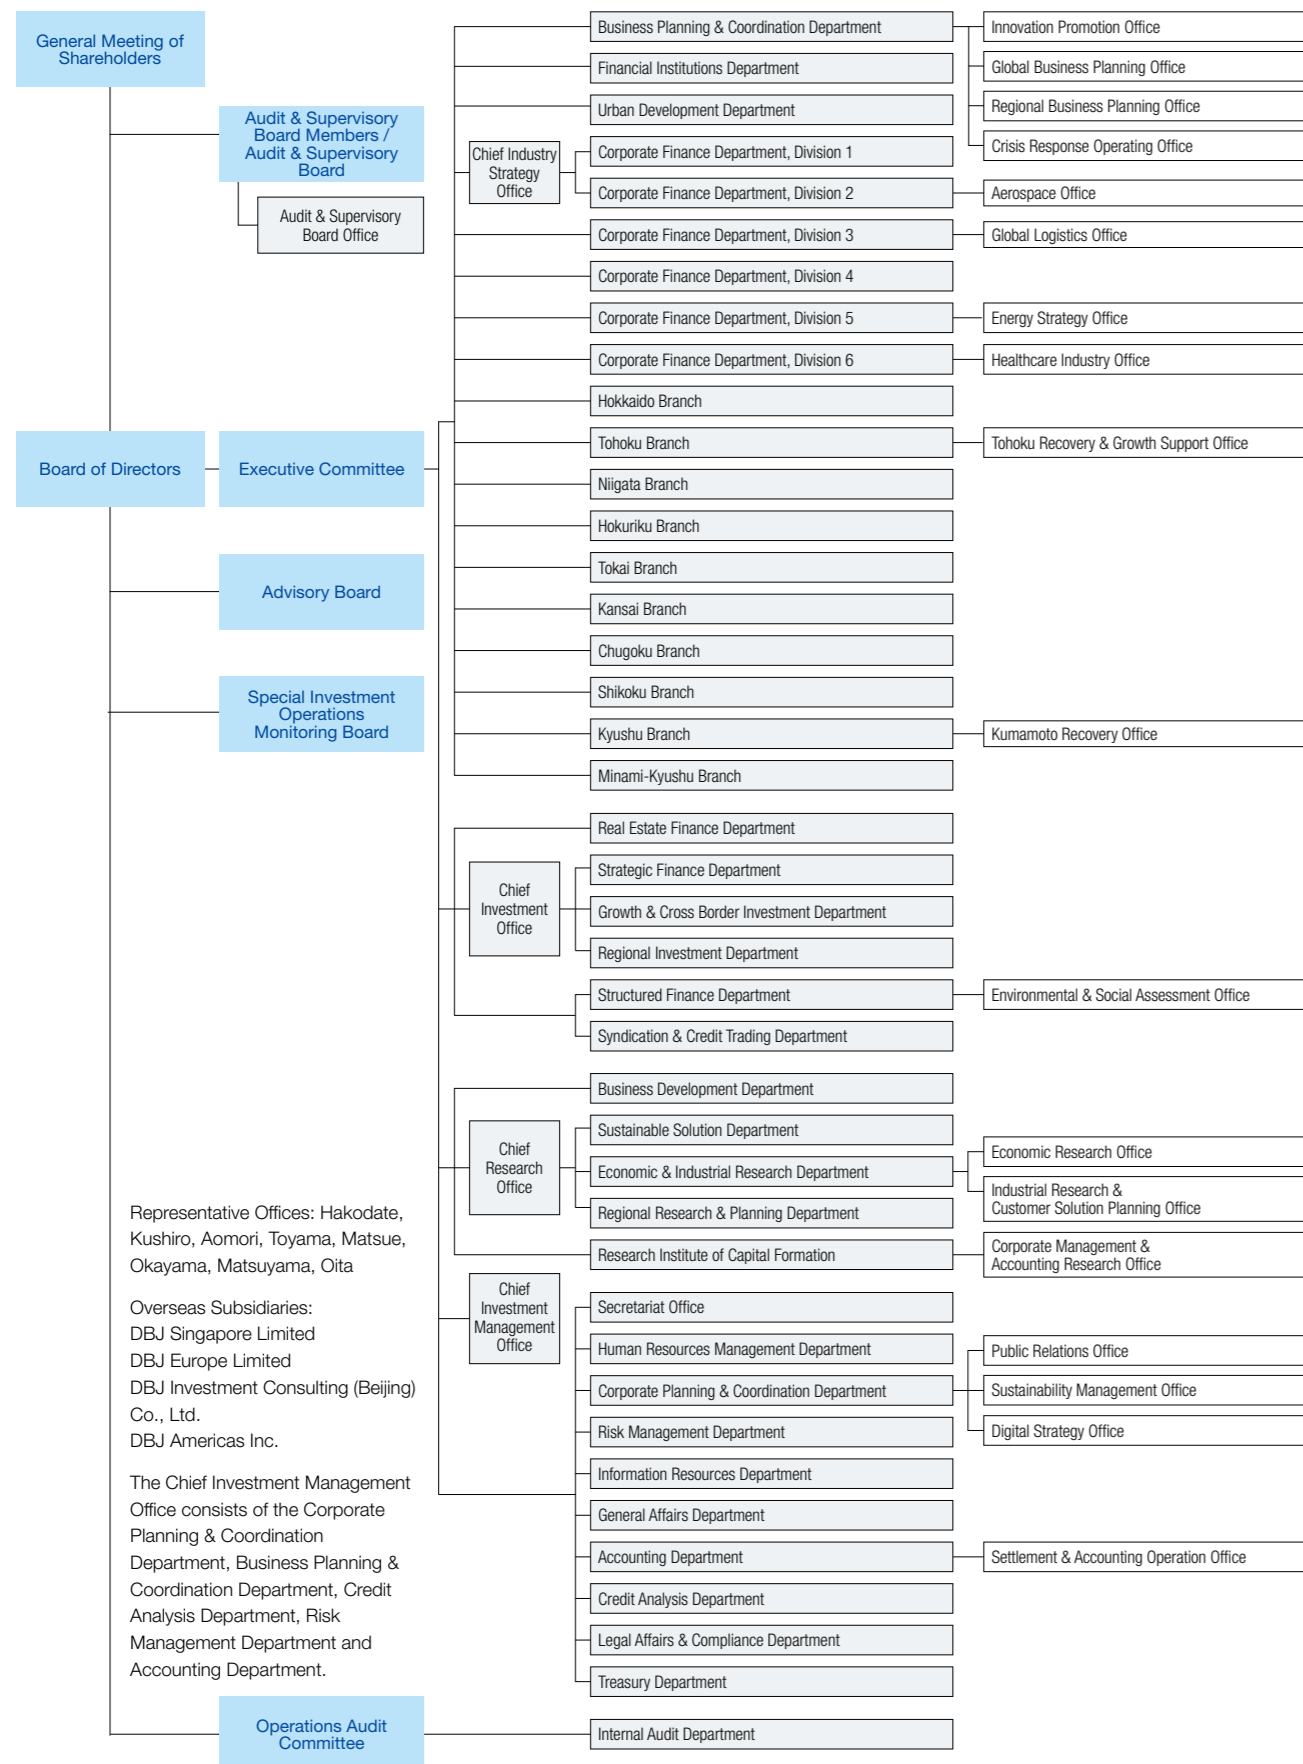 General Meeting of
Shareholders
Audit & Supervisory
Board Members /
Audit & Supervisory
Board
Audit & Supervisory
Board Office
Board of Directors
Executive Committee
Advisory Board
Special Investment
Operations
Monitoring Board
Business Planning & Coordination Department
Innovation Promotion Office
Global Business Planning Office
Regional Business Planning Office
Crisis Response Operating Office
Financial Institutions Department
Urban Development Department
Chief Industry
Strategy
Office
Corporate Finance Department, Division 1
Corporate Finance Department, Division 2
Aerospace Office
Corporate Finance Department, Division 3
Global Logistics Office
Corporate Finance Department, Division 4
Corporate Finance Department, Division 5
Energy Strategy Office
Corporate Finance Department, Division 6
Healthcare Industry Office
Hokkaido Branch
Tohoku Branch
Tohoku Recovery & Growth Support Office
Niigata Branch
Hokuriku Branch
Tokai Branch
Kansai Branch
Chugoku Branch
Shikoku Branch
Kyushu Branch
Kumamoto Recovery Office
Minami-Kyushu Branch
Real Estate Finance Department
Chief
Investment
Office
Strategic Finance Department
Growth & Cross Border Investment Department
Regional Investment Department
Structured Finance Department
Environmental & Social Assessment Office
Syndication & Credit Trading Department
Business Development Department
Chief
Research
Office
Sustainable Solution Department
Economic & Industrial Research Department
Economic Research Office
Industrial Research &
Customer Solution Planning Office
Regional Research & Planning Department
Research Institute of Capital Formation
Corporate Management &
Accounting Research Office
Chief
Investment
Management
Office
Secretariat Office
Human Resources Management Department
Corporate Planning & Coordination Department
Public Relations Office
Sustainability Management Office
Digital Strategy Office
Risk Management Department
Information Resources Department
General Affairs Department
Accounting Department
Settlement & Accounting Operation Office
Credit Analysis Department
Legal Affairs & Compliance Department
Treasury Department
Representative Offices: Hakodate,
Kushiro, Aomori, Toyama, Matsue,
Okayama, Matsuyama, Oita
Overseas Subsidiaries:
DBJ Singapore Limited
DBJ Europe Limited
DBJ Investment Consulting (Beijing)
Co., Ltd.
DBJ Americas Inc.
The Chief Investment Management
Office consists of the Corporate
Planning & Coordination
Department, Business Planning &
Coordination Department, Credit
Analysis Department, Risk
Management Department and
Accounting Department.
Operations Audit
Committee
Internal Audit Department